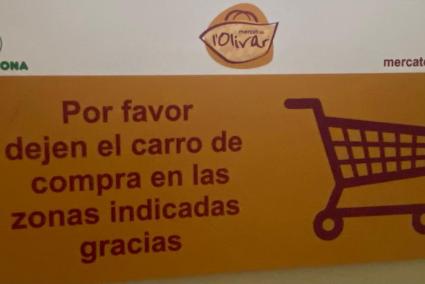 mercat de
l'Olivar
ONA
mercat
Por favor
dejen el carro de
compra en las
zonas indicadas
gracias